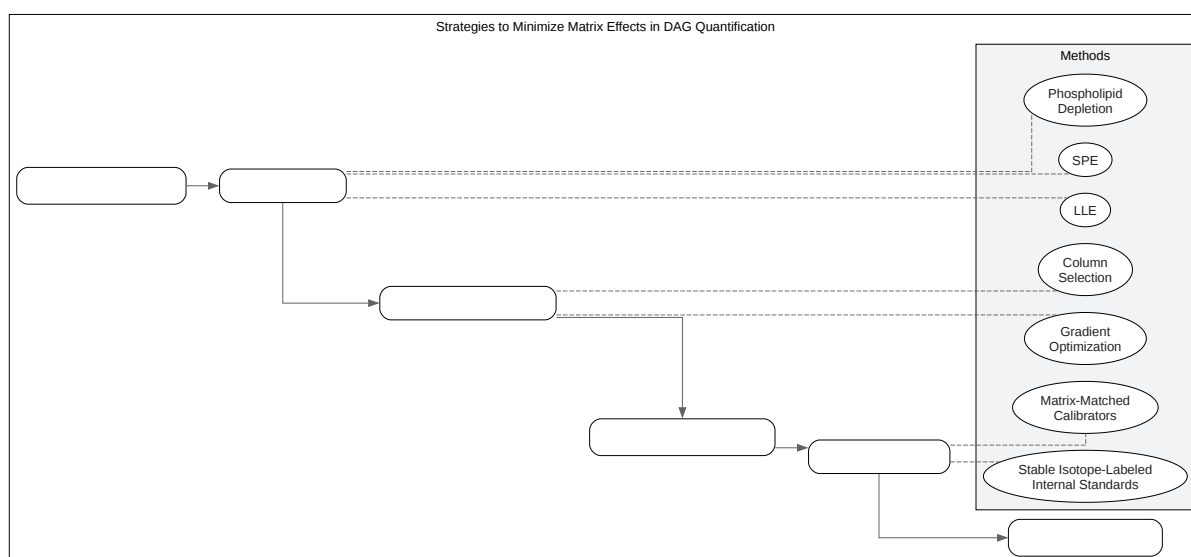 Strategies to Minimize Matrix Effects in DAG Quantification
Methods
Phospholipid
Depletion
SPE
LLE
Column
Selection
Gradient
Optimization
Matrix-Matched
Calibrators
Stable Isotope-Labeled
Internal Standards